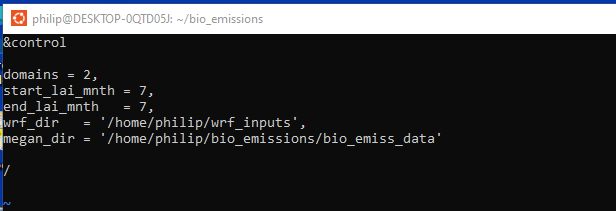 philip@DESKTOP-0QTD05J: ~/bio_emissions
&control
domains = 2,
start_lai_mnth = 7,
end_lai_mnth   = 7,
wrf_dir   = '/home/philip/wrf_inputs',
megan_dir = '/home/philip/bio_emissions/bio_emiss_data'
/
~